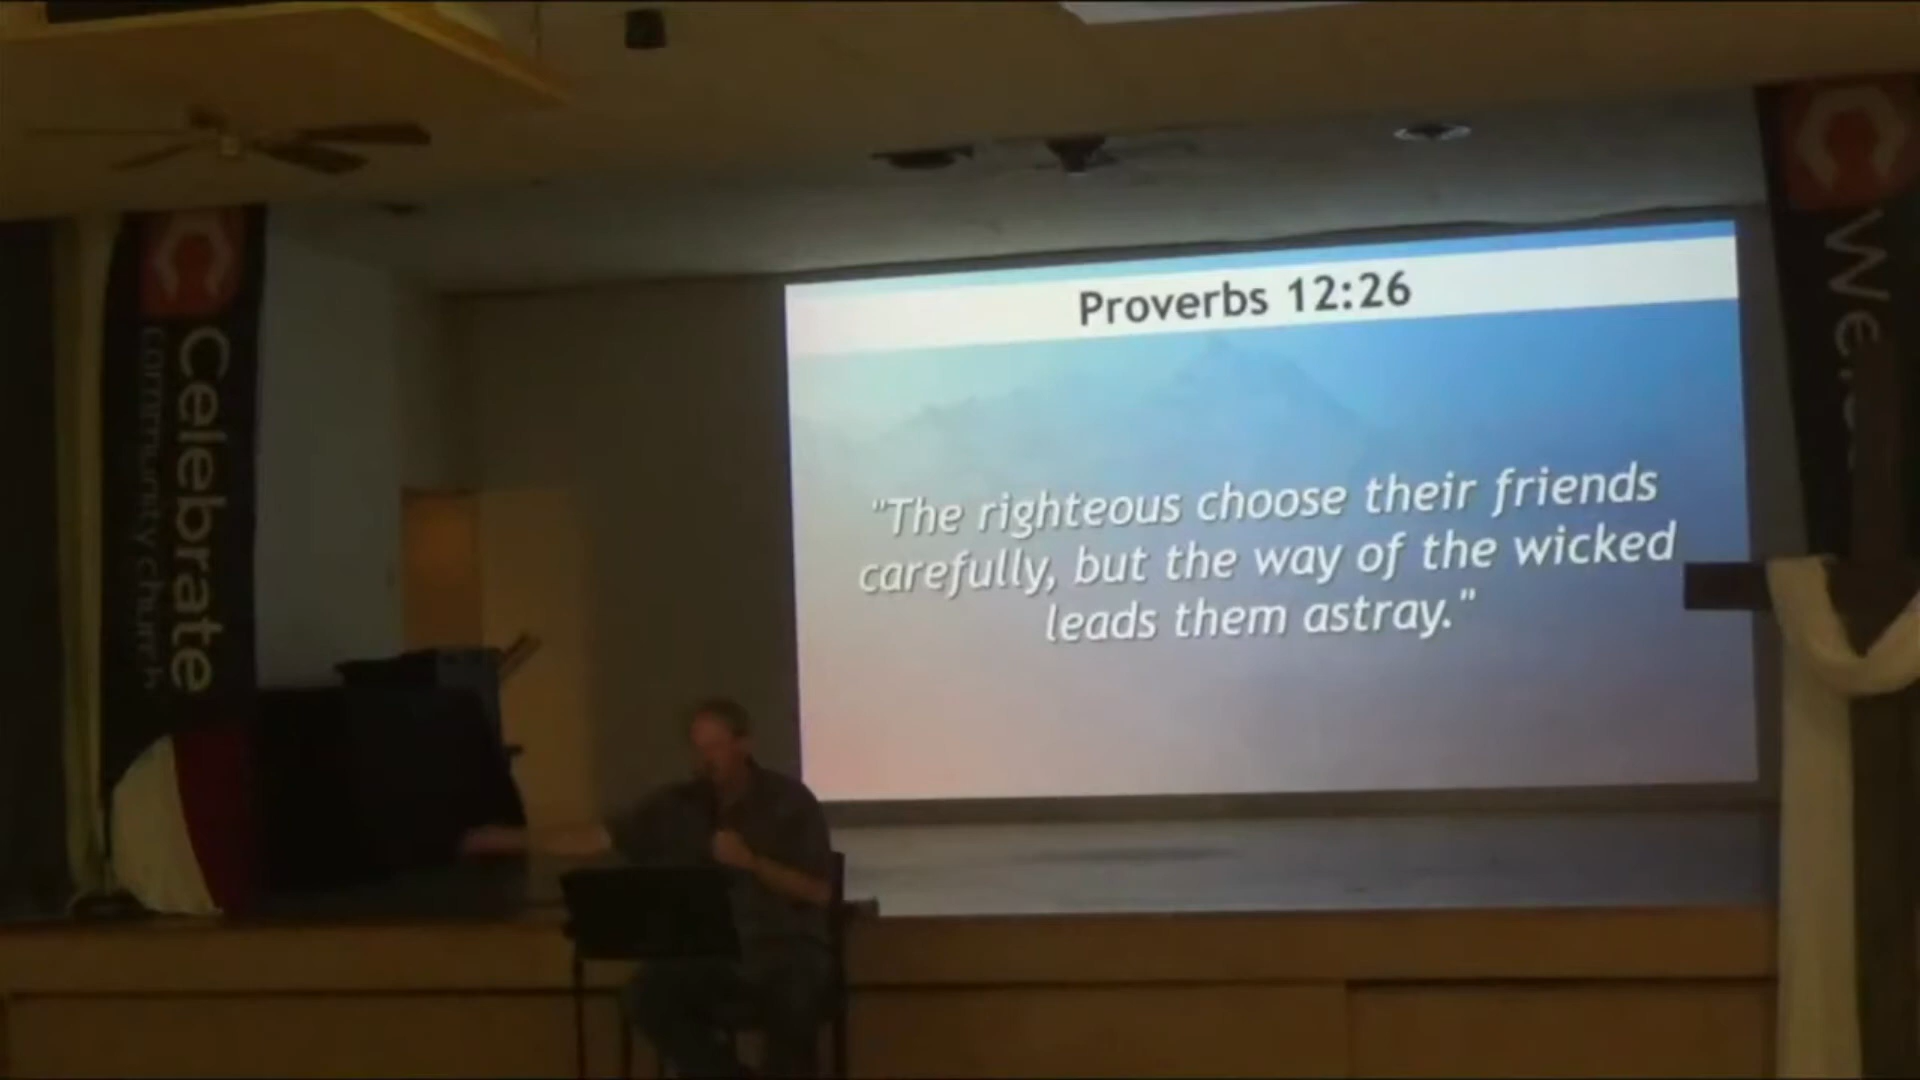 Proverbs 12:26
"The righteous choose their friends
carefully, but the way of the wicked
leads them astray."
Celebrate
community church